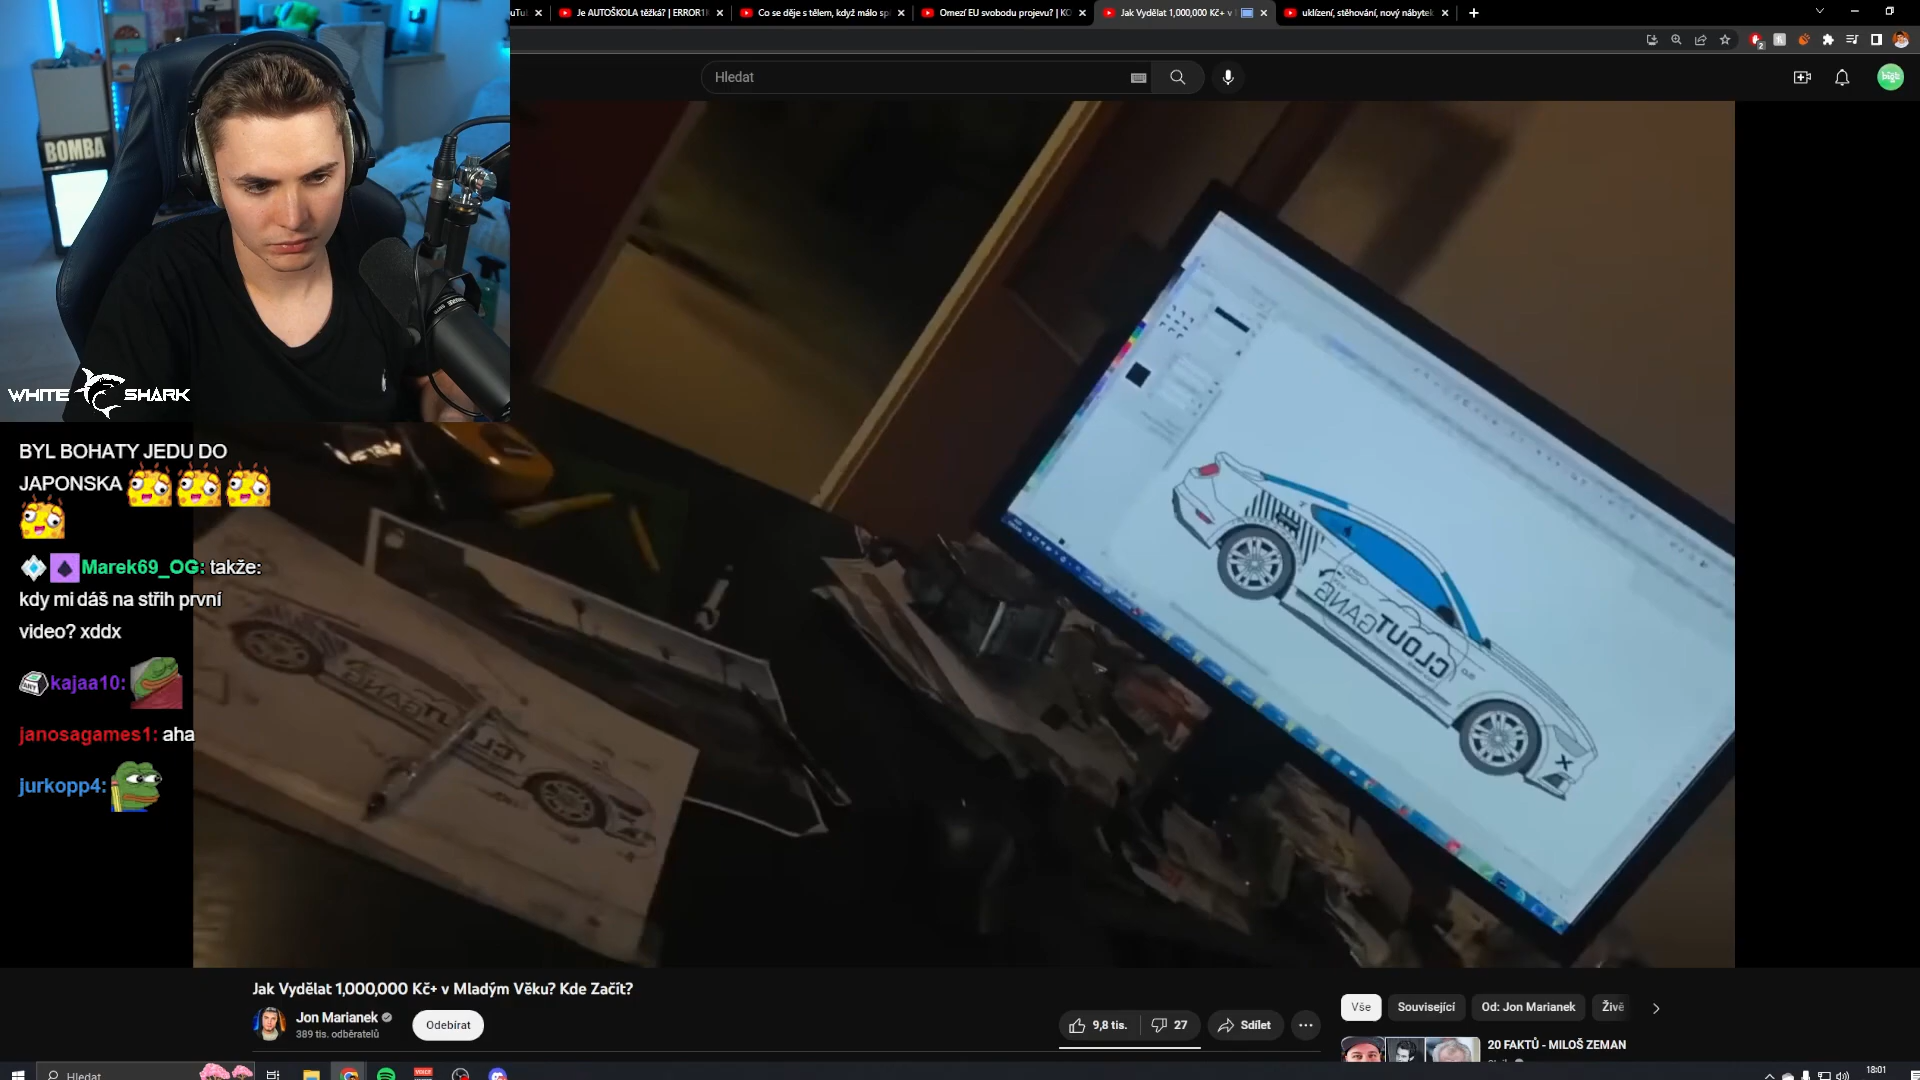 Je AUTOŠKOLA těžká? | ERROR1
Co se děje s tělem, když málo sp
Omezí EU svobodu projevu? | KO
Jak Vydělat 1,000,000 Kč+ v
uklízení, stěhování, nový nábytek
Hledat
bigk
BOMBA
WHITE SHARK
BYL BOHATY JEDU DO
JAPONSKA
Marek69_OG: takže:
kdy mi dáš na střih první
video? xddx
kajaa10:
janosagames1: aha
jurkopp4:
CLOUTGANG
Jak Vydělat 1,000,000 Kč+ v Mladým Věku? Kde Začít?
Jon Marianek
389 tis. odběratelů
Odebírat
9,8 tis.
27
Sdílet
Vše
Související
Od: Jon Marianek
Živě
20 FAKTŮ - MILOŠ ZEMAN
Hledat
18:01